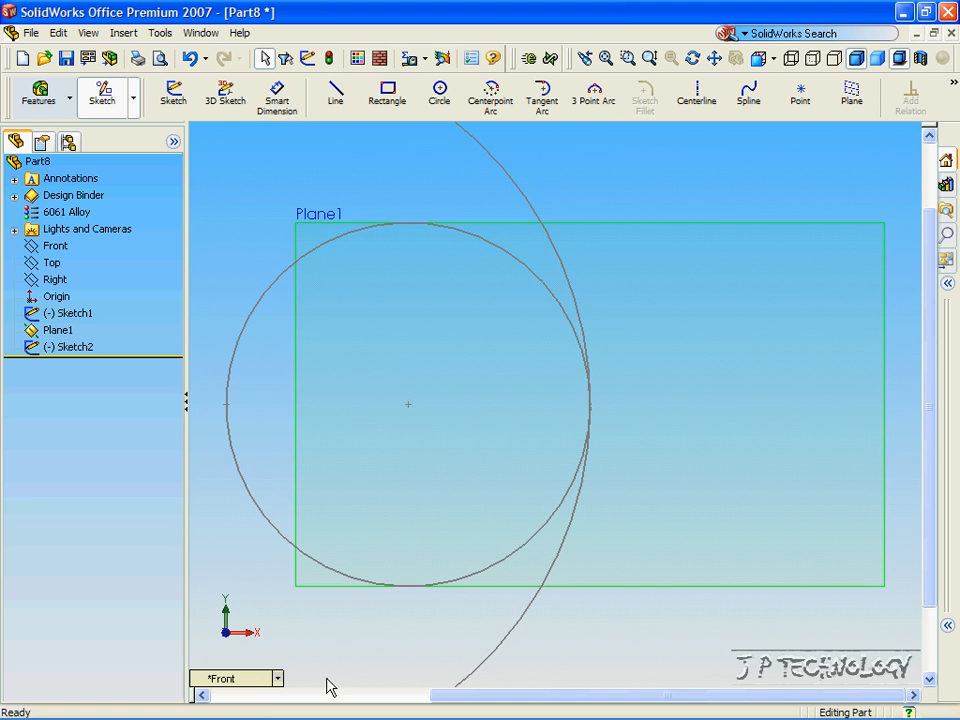 SolidWorks Office Premium 2007 - [Part8 *]
File Edit View Insert Tools Window Help
SolidWorks Search
Features Sketch Sketch 3D Sketch Smart Dimension Line Rectangle Circle Centerpoint Arc Tangent Arc 3 Point Arc Sketch Fillet Centerline Spline Point Plane Add Relation
Part8
Annotations
Design Binder
6061 Alloy
Lights and Cameras
Front
Top
Right
Origin
(-) Sketch1
Plane1
(-) Sketch2
Plane1
Y
X
*Front
J P TECHNOLOGY
Ready
Editing Part